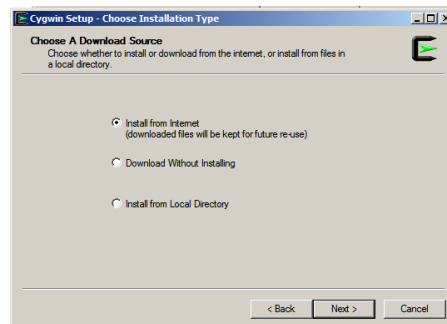 Cygwin Setup - Choose Installation Type
Choose A Download Source
Choose whether to install or download from the internet, or install from files in
a local directory.
Install from Internet
(downloaded files will be kept for future re-use)
Download Without Installing
Install from Local Directory
< Back
Next >
Cancel